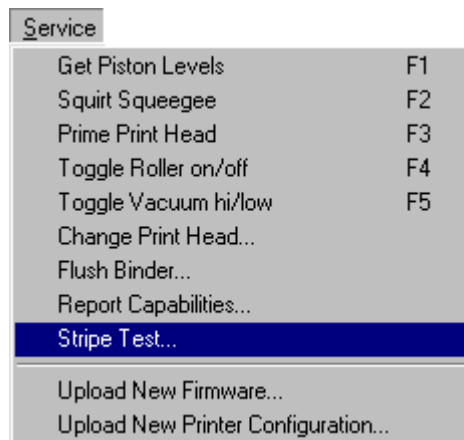 Service
Get Piston Levels F1
Squirt Squeegee F2
Prime Print Head F3
Toggle Roller on/off F4
Toggle Vacuum hi/low F5
Change Print Head...
Flush Binder...
Report Capabilities...
Stripe Test...
Upload New Firmware...
Upload New Printer Configuration...